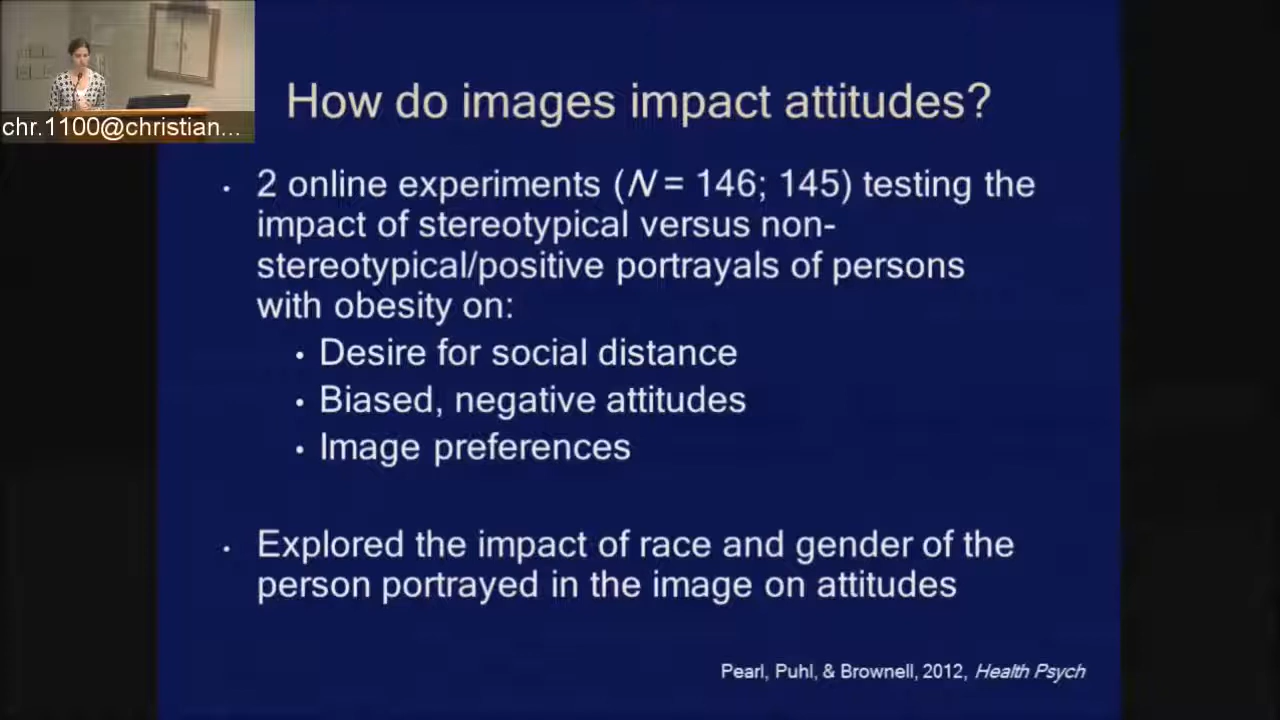 chr.1100@christian...
How do images impact attitudes?
• 2 online experiments (N = 146; 145) testing the
impact of stereotypical versus non-
stereotypical/positive portrayals of persons
with obesity on:
• Desire for social distance
• Biased, negative attitudes
• Image preferences
• Explored the impact of race and gender of the
person portrayed in the image on attitudes
Pearl, Puhl, & Brownell, 2012, Health Psych